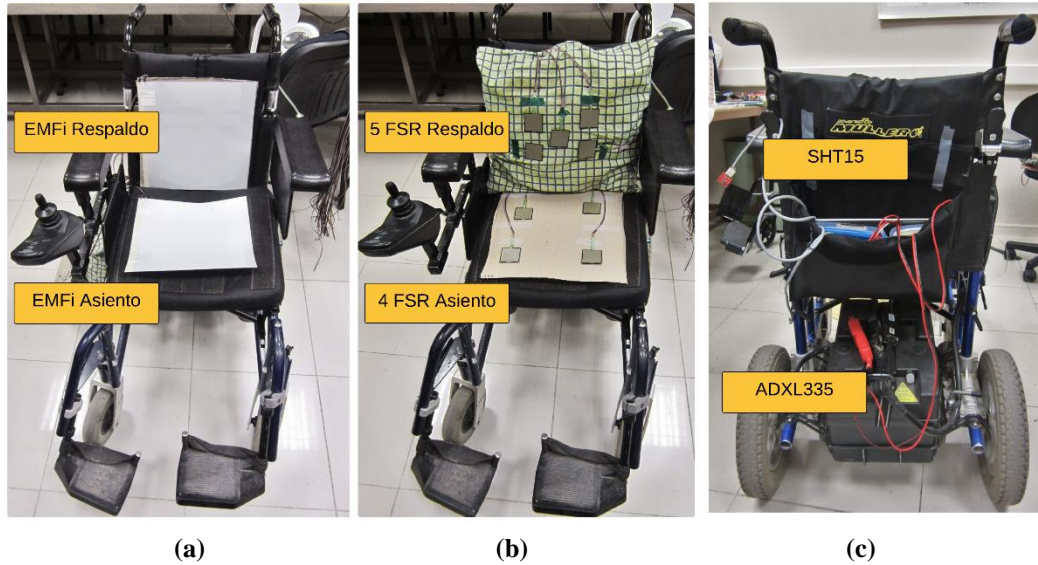 EMFi Respaldo
EMFi Asiento
5 FSR Respaldo
4 FSR Asiento
MÜLLER
SHT15
ADXL335
(a)
(b)
(c)